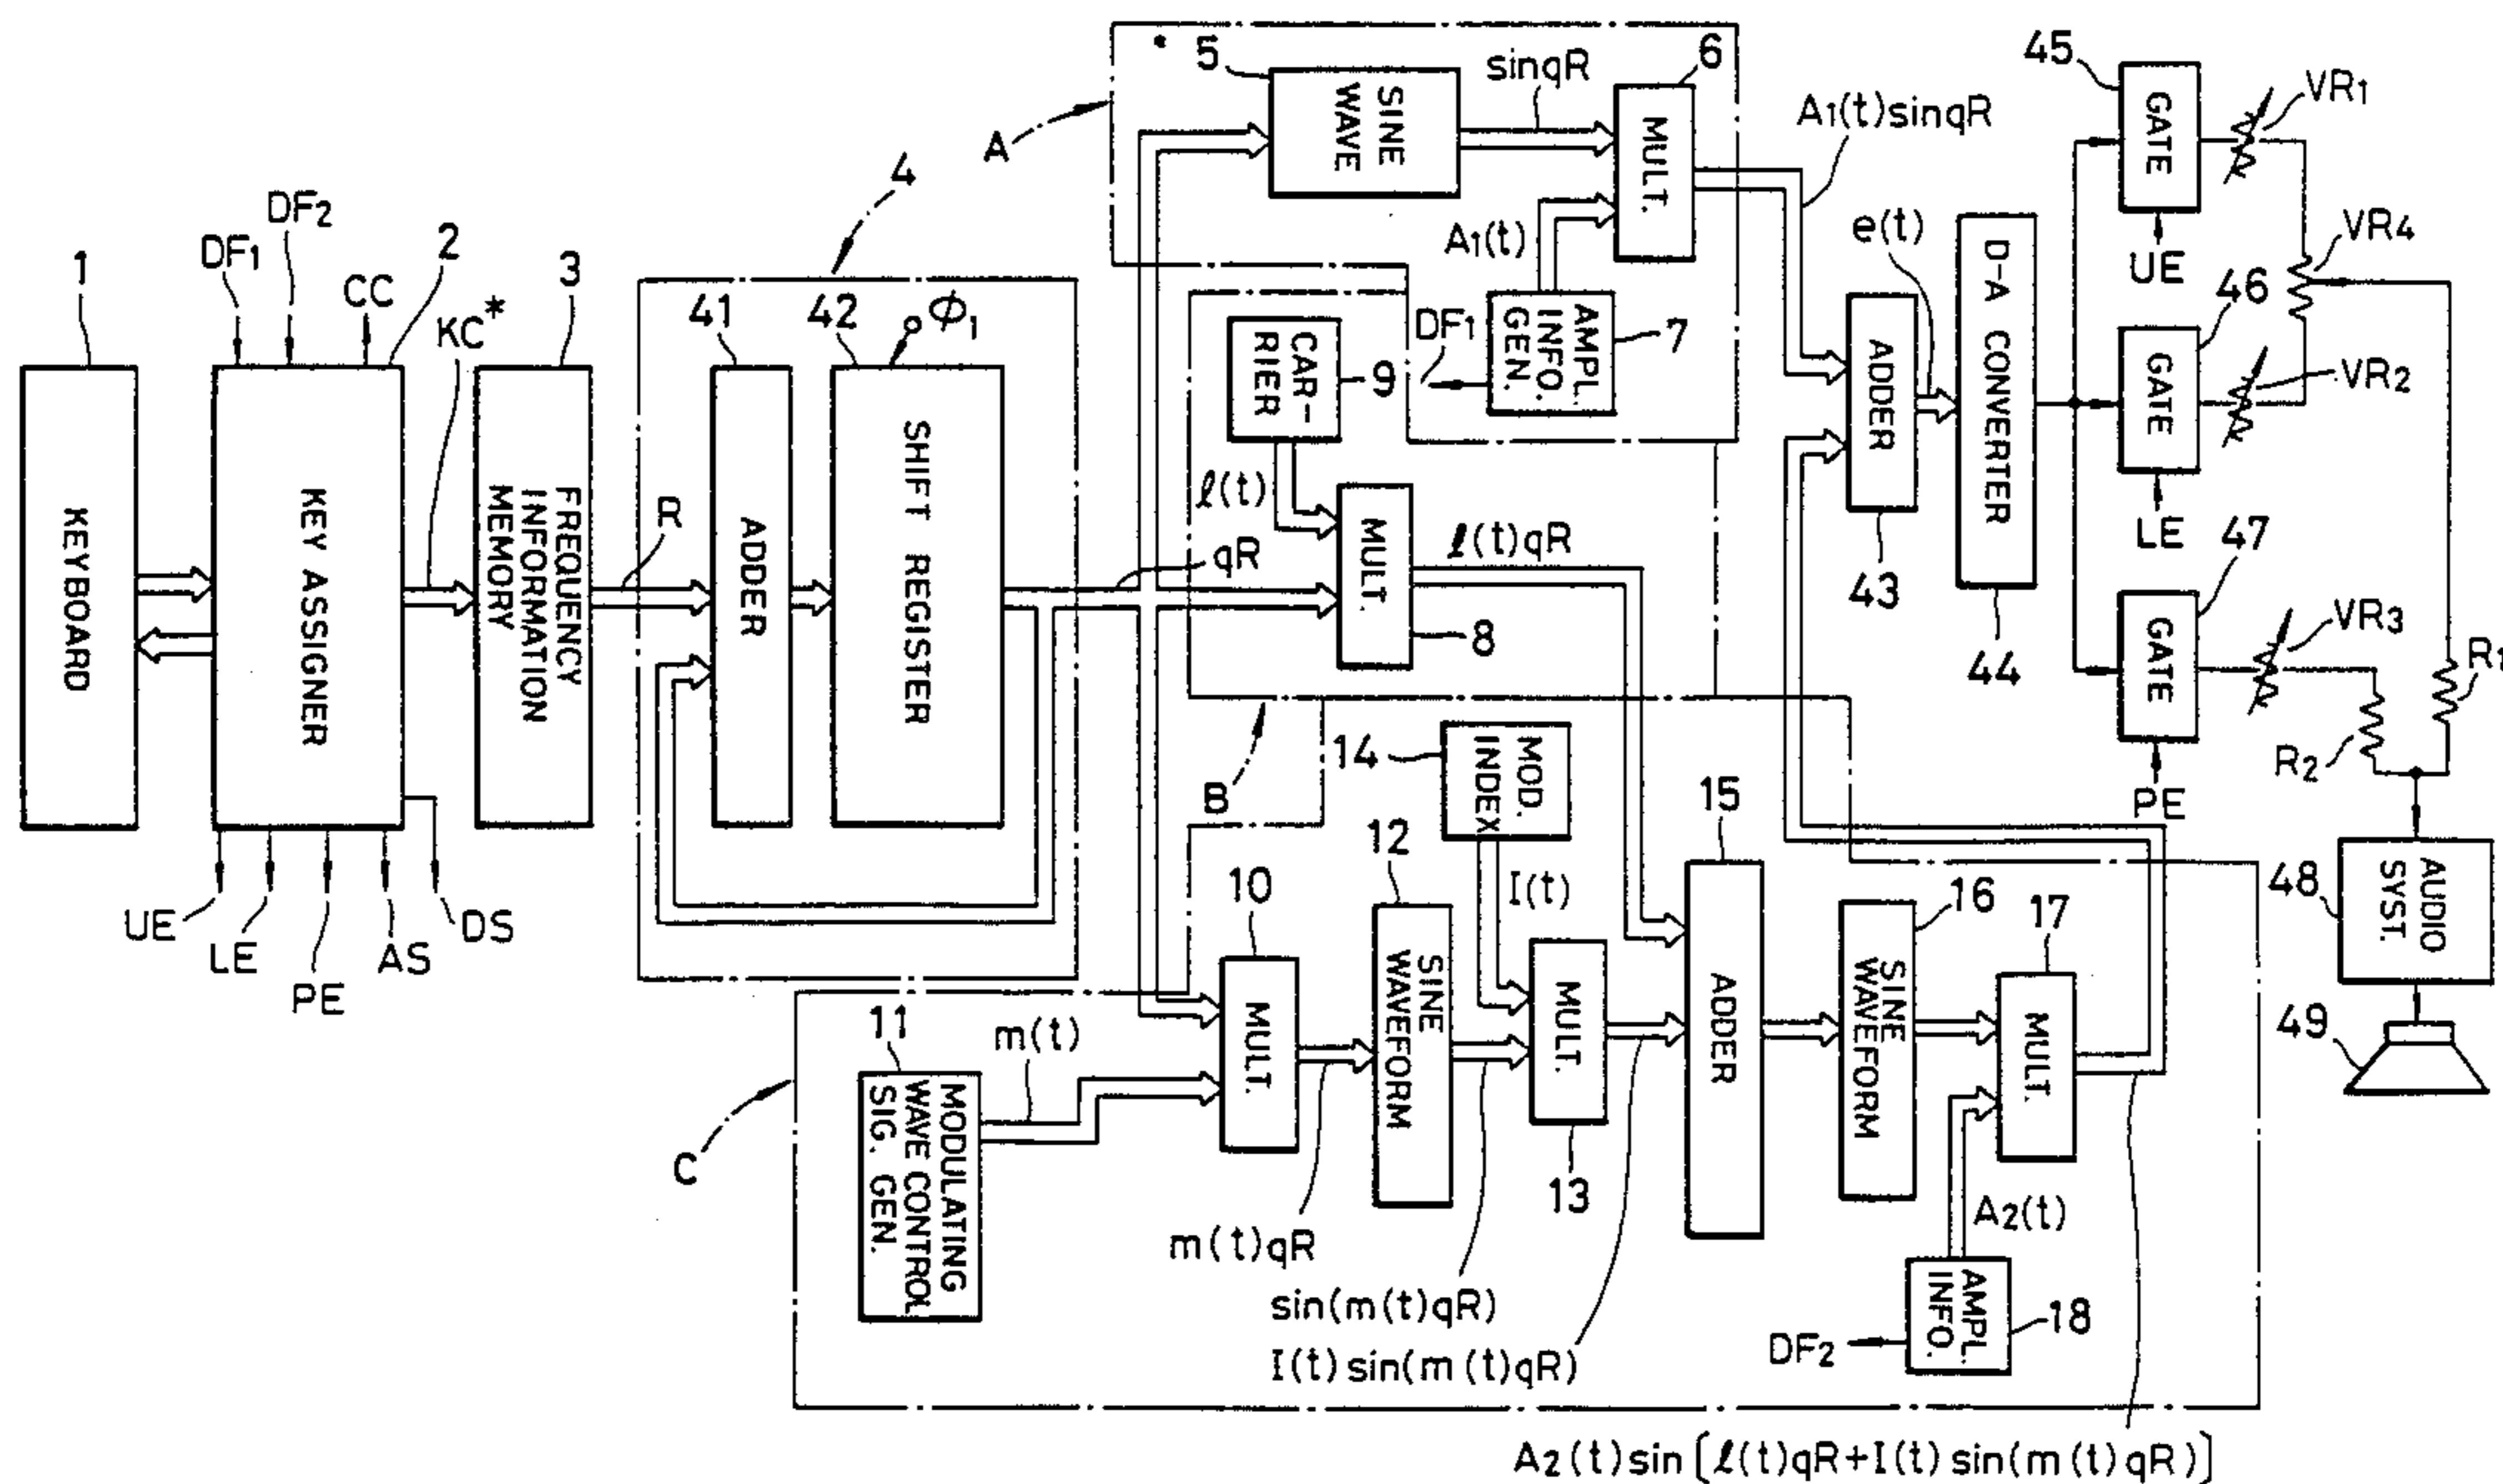 1
KEYBOARD
DF1
DF2
CC
2
KEY ASSIGNER
KC*
UE
LE
PE
AS
DS
3
FREQUENCY
INFORMATION
MEMORY
R
4
41
ADDER
42
SHIFT REGISTER
ϕ1
qR
A
5
SINE
WAVE
sinqR
6
MULT.
A1(t)
AMPL.
INFO.
GEN.
7
DF1
A1(t)sinqR
CAR-
RIER
9
ℓ(t)
MULT.
8
ℓ(t)qR
B
C
11
MODULATING
WAVE CONTROL
SIG. GEN.
m(t)
10
MULT.
m(t)qR
12
SINE
WAVEFORM
sin(m(t)qR)
14
MOD.
INDEX
I(t)
MULT.
13
I(t)sin(m(t)qR)
15
ADDER
16
SINE
WAVEFORM
17
MULT.
A2(t)
AMPL.
INFO.
18
DF2
A2(t)sin[ℓ(t)qR+I(t)sin(m(t)qR)]
ADDER
43
e(t)
D-A CONVERTER
44
45
GATE
UE
VR1
46
GATE
LE
VR2
VR4
47
GATE
PE
VR3
R1
R2
48
AUDIO
SYST.
49